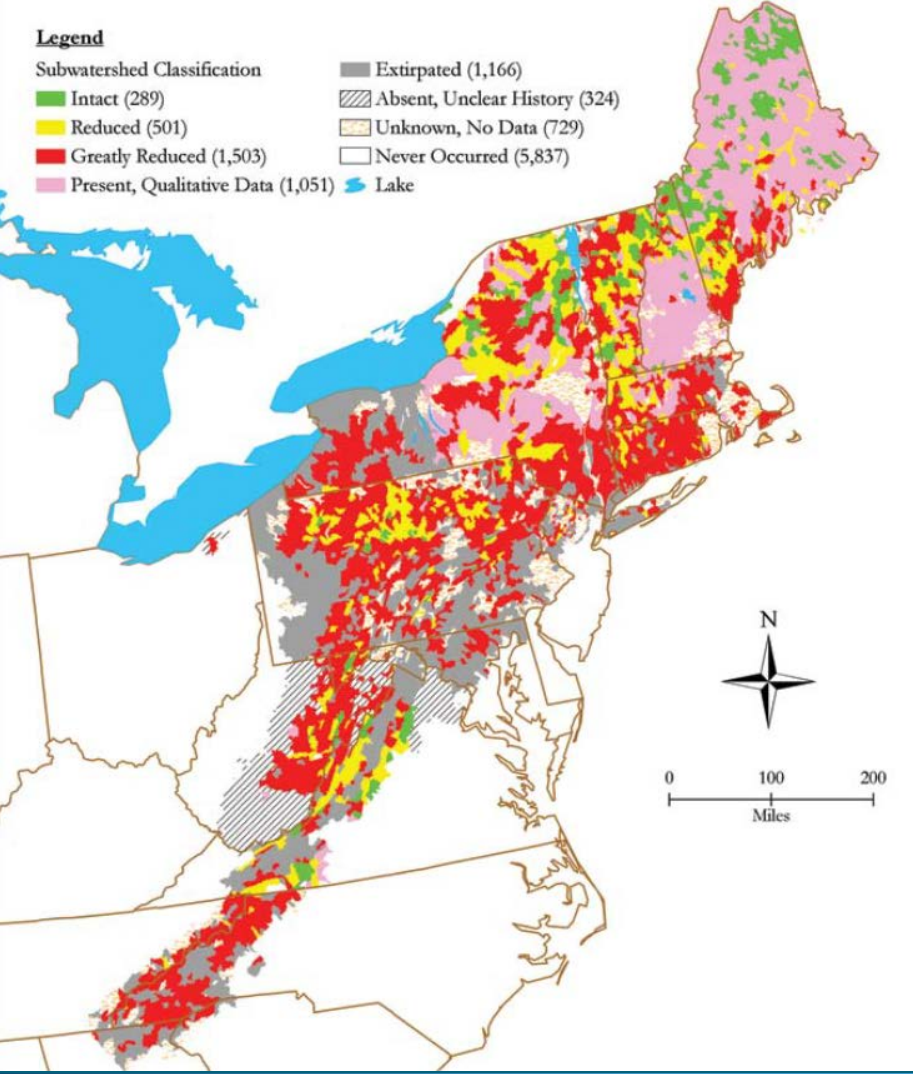 Legend
Subwatershed Classification
Intact (289)
Reduced (501)
Greatly Reduced (1,503)
Present, Qualitative Data (1,051)
Extirpated (1,166)
Absent, Unclear History (324)
Unknown, No Data (729)
Never Occurred (5,837)
Lake
N
0 100 200
Miles